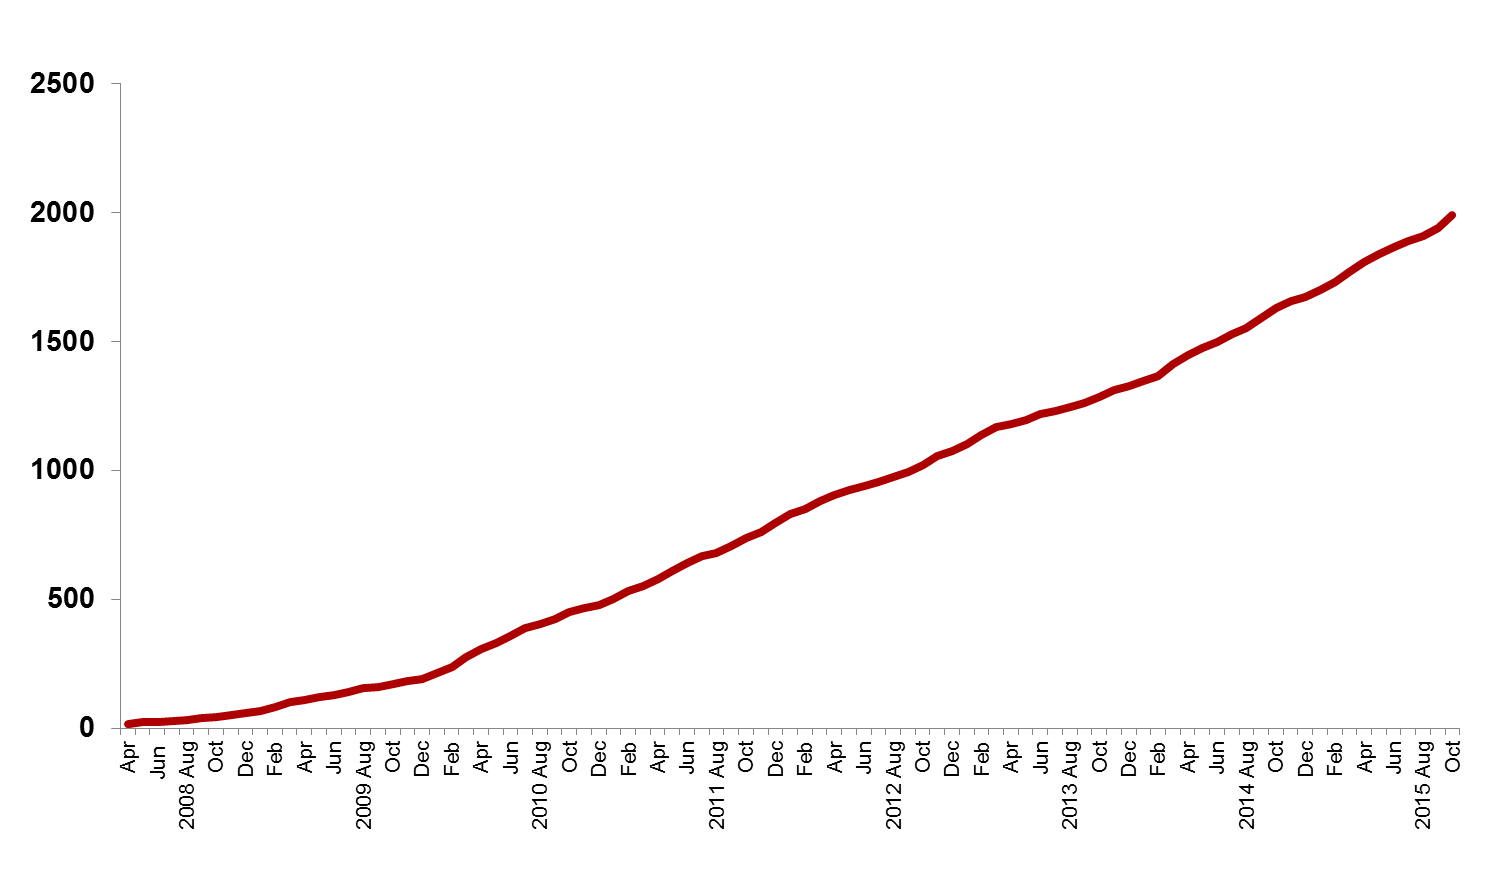 2500
2000
1500
1000
500
0
Apr
Jun
2008 Aug
Oct
Dec
Feb
Apr
Jun
2009 Aug
Oct
Dec
Feb
Apr
Jun
2010 Aug
Oct
Dec
Feb
Apr
Jun
2011 Aug
Oct
Dec
Feb
Apr
Jun
2012 Aug
Oct
Dec
Feb
Apr
Jun
2013 Aug
Oct
Dec
Feb
Apr
Jun
2014 Aug
Oct
Dec
Feb
Apr
Jun
2015 Aug
Oct